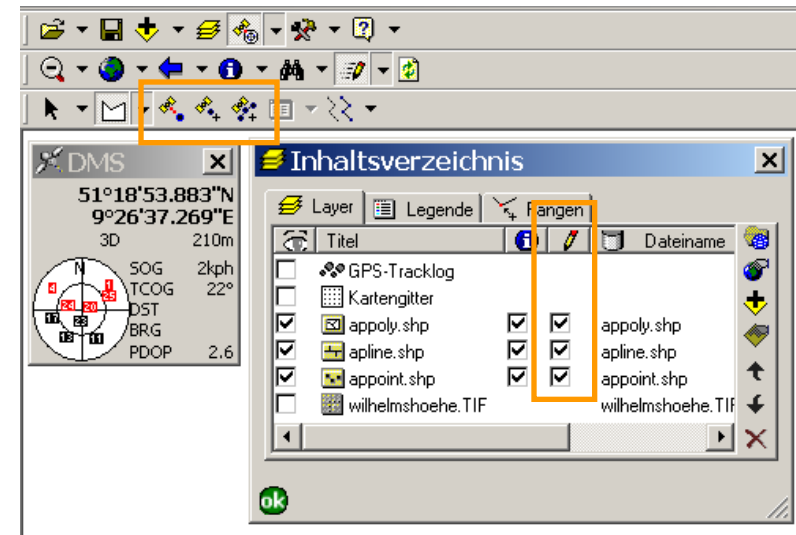 DMS
51°18'53.883"N
9°26'37.269"E
3D 210m
N
SOG 2kph
TCOG 22°
DST
BRG
PDOP 2.6
Inhaltsverzeichnis
Layer Legende Fangen
Titel Dateiname
GPS-Tracklog
Kartengitter
appoly.shp appoly.shp
apline.shp apline.shp
appoint.shp appoint.shp
wilhelmshoehe.TIF wilhelmshoehe.TIF
ok